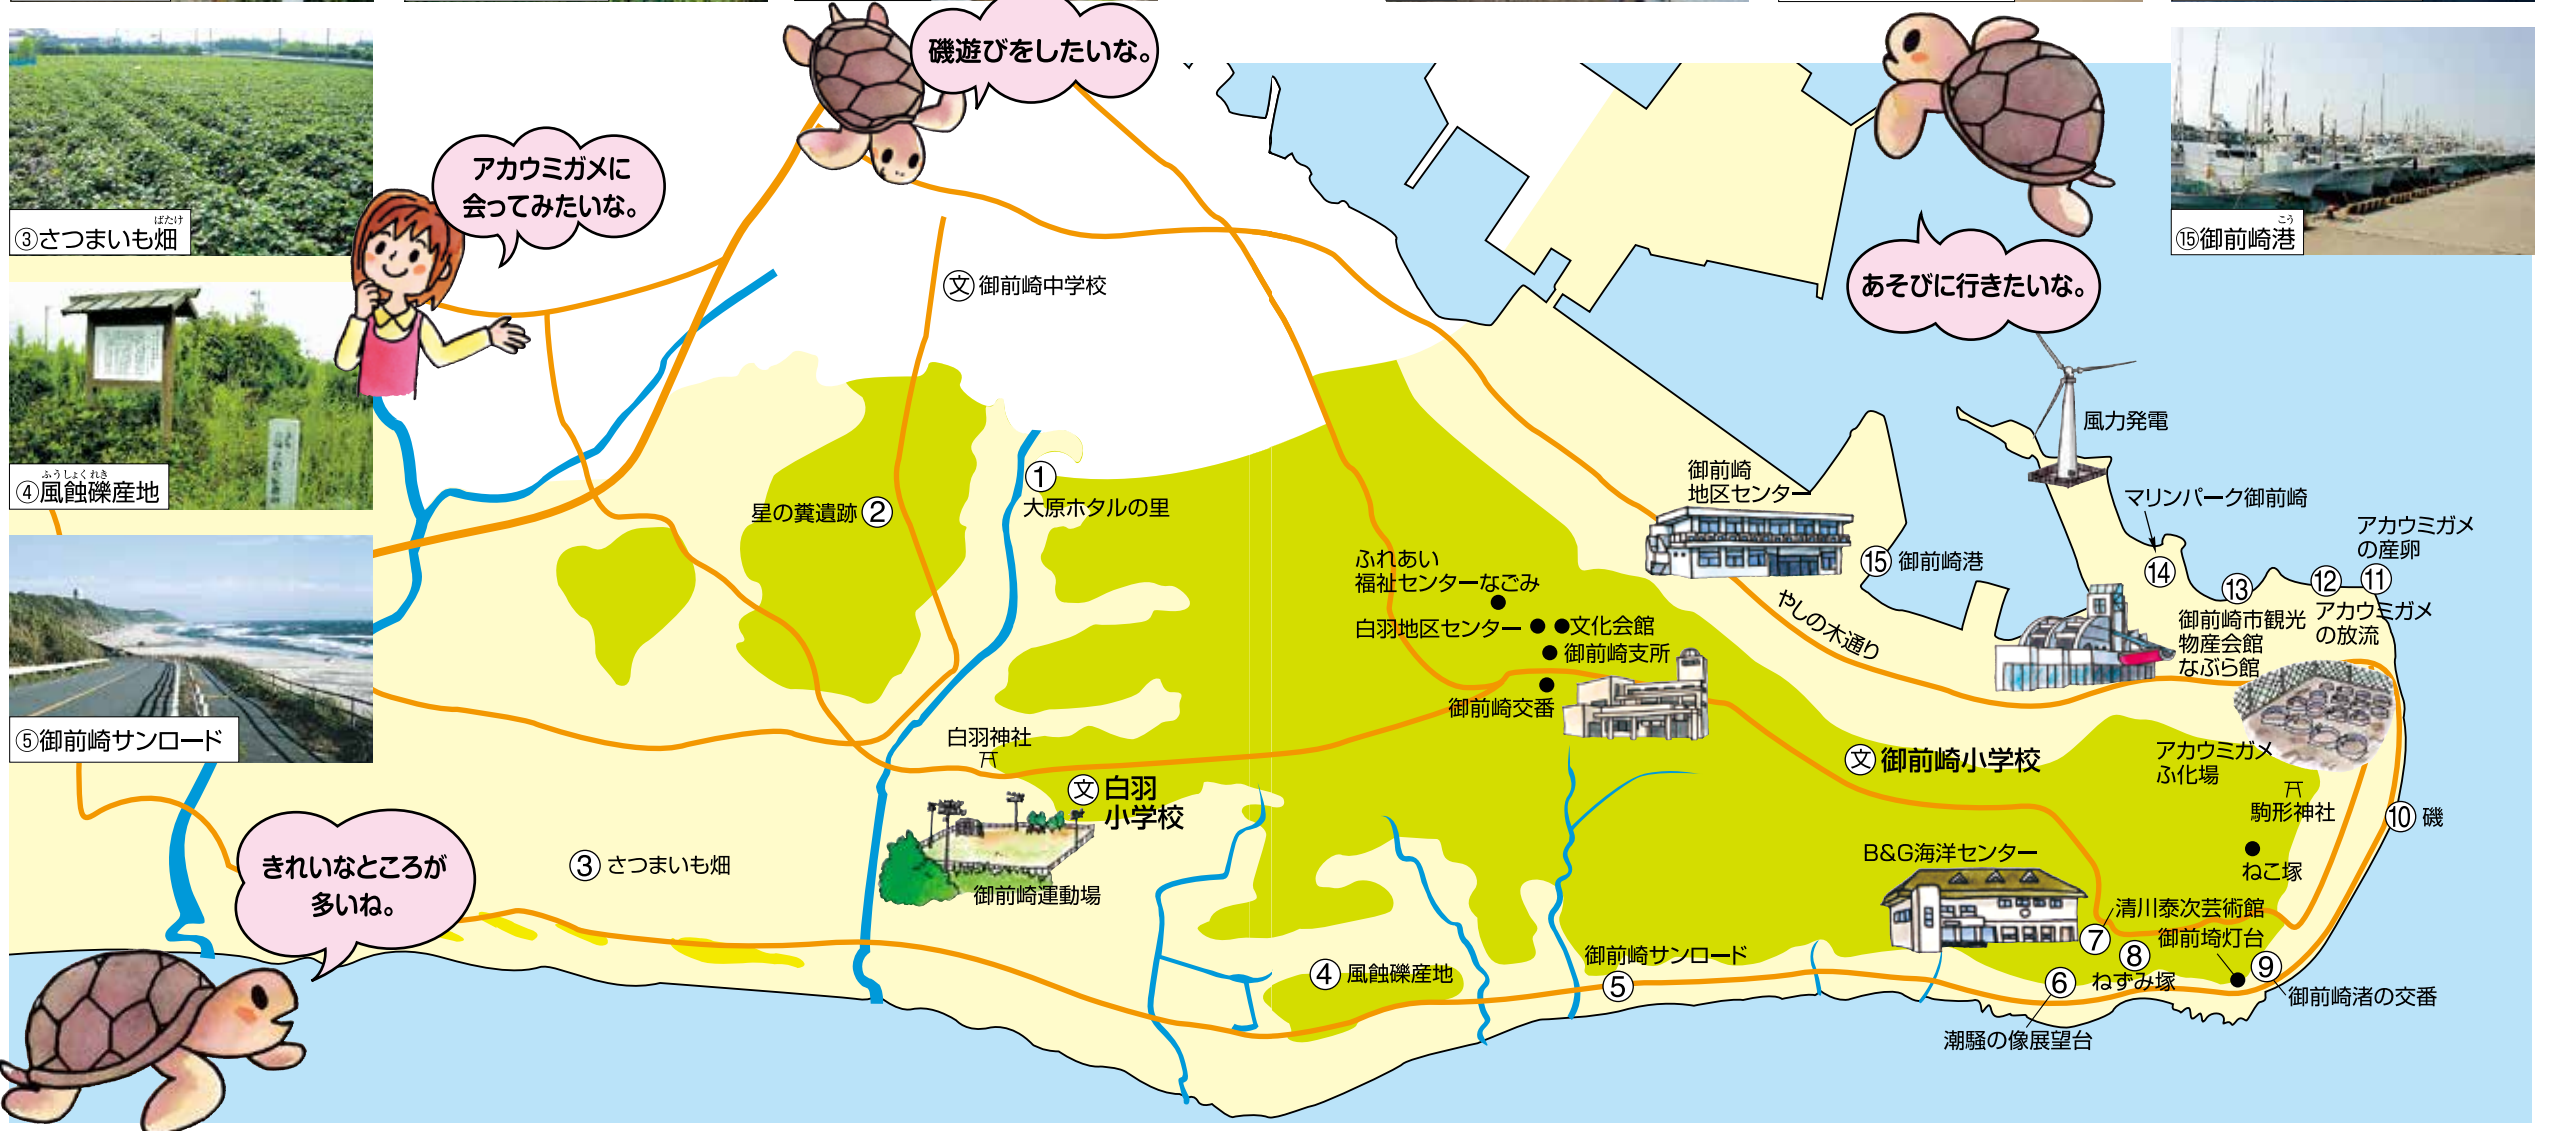 磯遊びをしたいな。
アカウミガメに
会ってみたいな。
ばたけ
③さつまいも畑
こう
⑮御前崎港
あそびに行きたいな。
文 御前崎中学校
ふうしょくれき
④風蝕礫産地
風力発電
御前崎
地区センター
マリンパーク御前崎
①
大原ホタルの里
星の糞遺跡 ②
アカウミガメ
の産卵
ふれあい
福祉センターなごみ
⑮ 御前崎港
⑭
⑬
⑫
⑪
やしの木通り
御前崎市観光
物産会館
なぶら館
アカウミガメ
の放流
白羽地区センター
文化会館
御前崎支所
御前崎交番
⑤御前崎サンロード
白羽神社
文 白羽
小学校
文 御前崎小学校
アカウミガメ
ふ化場
駒形神社
⑩ 磯
きれいなところが
多いね。
③ さつまいも畑
御前崎運動場
B&G海洋センター
ねこ塚
清川泰次芸術館
⑦
⑧
ねずみ塚
御前埼灯台
⑨
御前崎渚の交番
④ 風蝕礫産地
御前崎サンロード
⑤
⑥
潮騒の像展望台